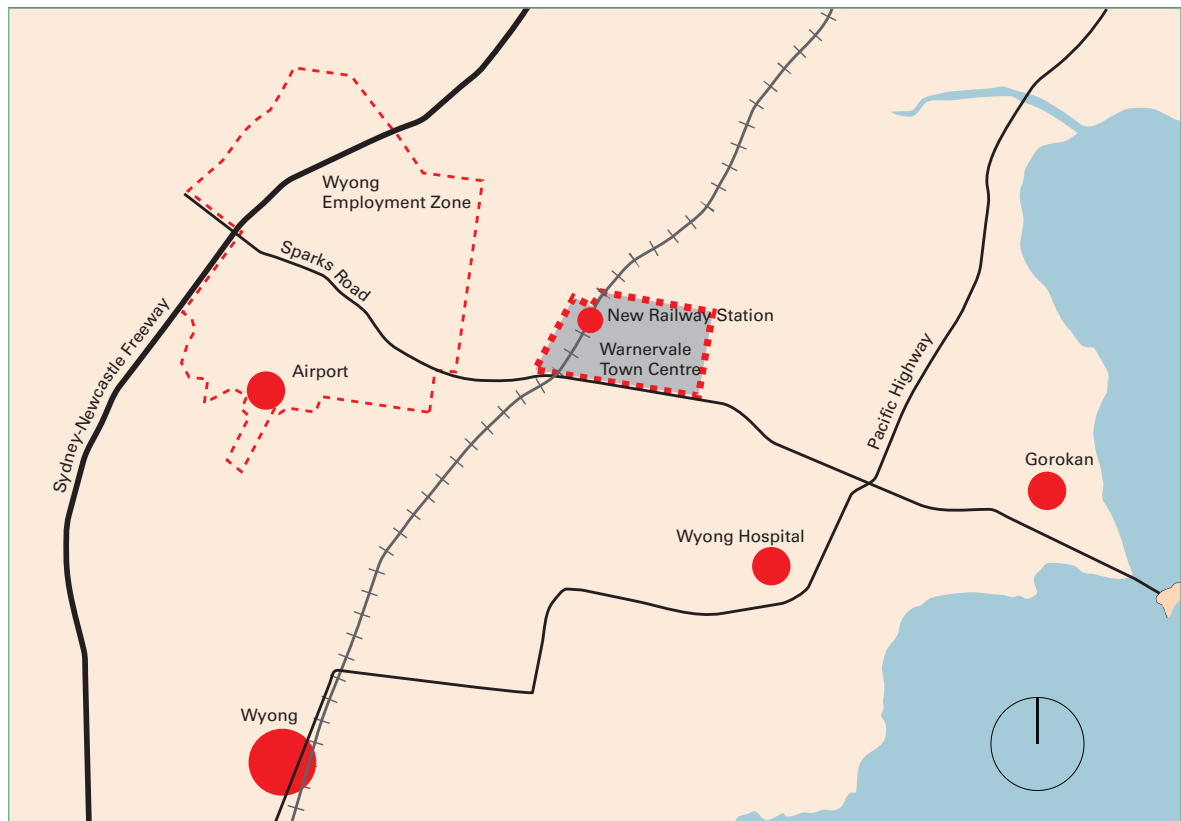 Wyong
Employment Zone
Sparks Road
New Railway Station
Warnervale
Town Centre
Sydney-Newcastle Freeway
Airport
Pacific Highway
Gorokan
Wyong Hospital
Wyong